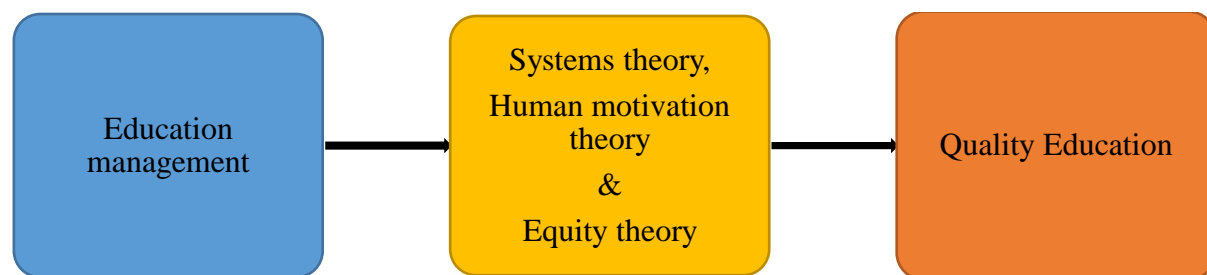 Education
management
Systems theory,
Human motivation
theory
&
Equity theory
Quality Education